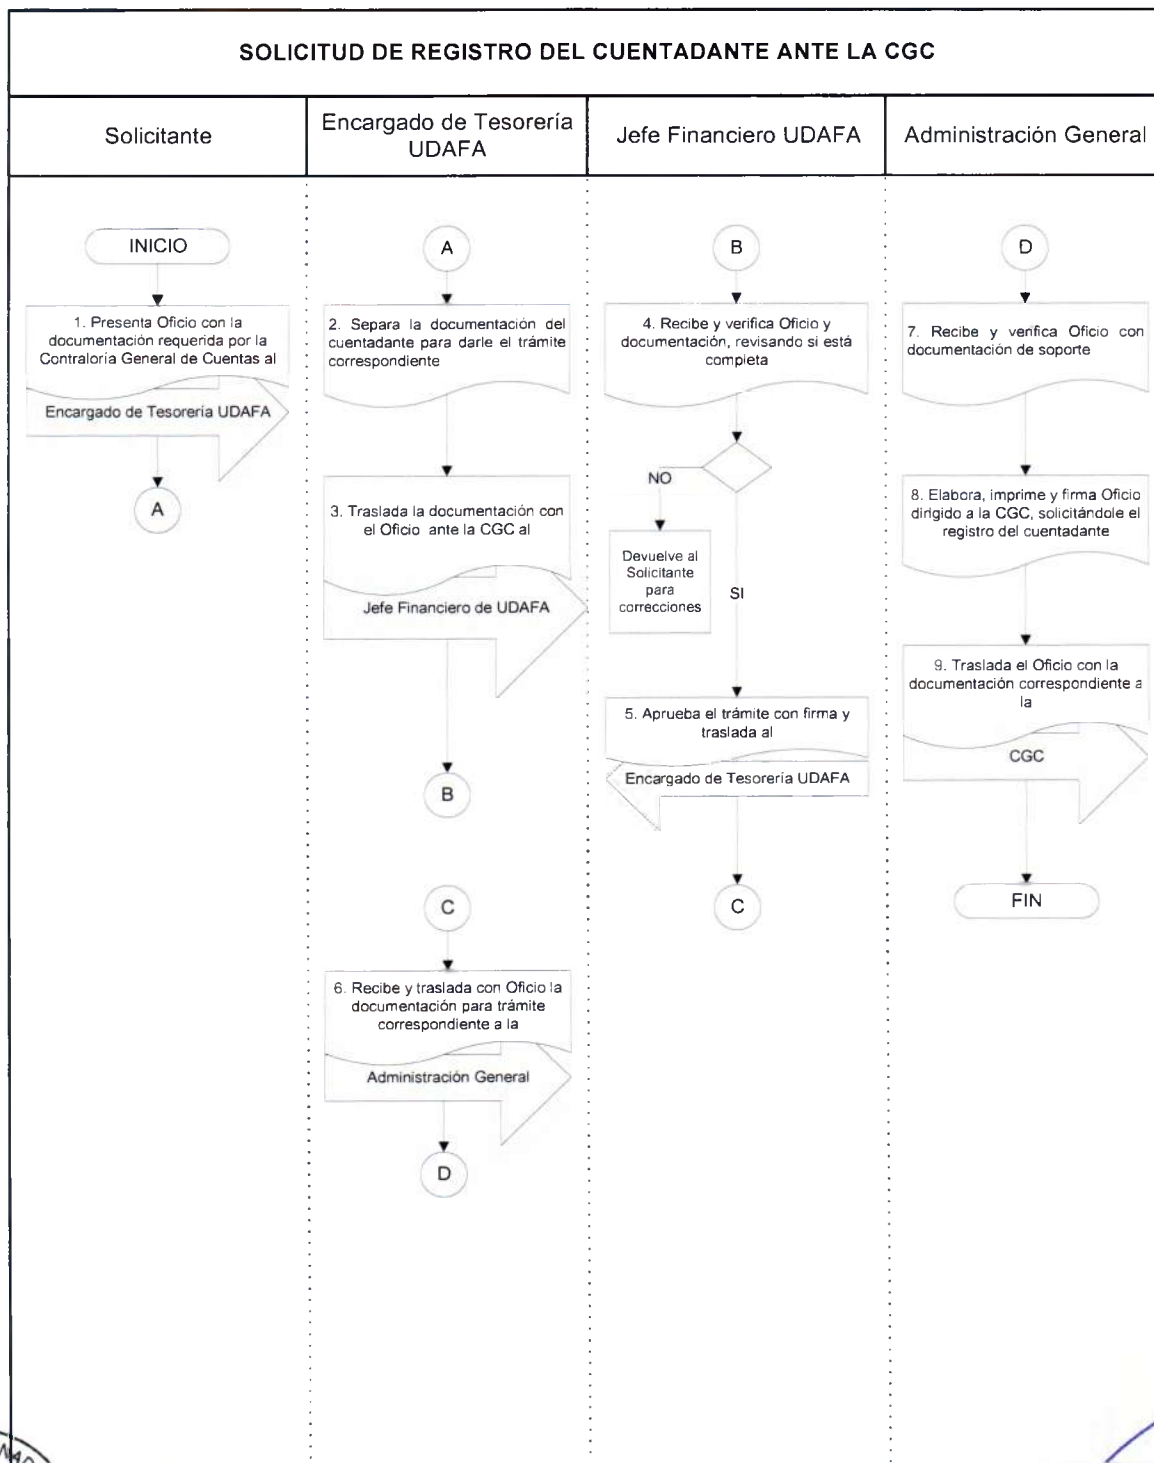 SOLICITUD DE REGISTRO DEL CUENTADANTE ANTE LA CGC
Solicitante
Encargado de Tesorería
UDAFA
Jefe Financiero UDAFA
Administración General
INICIO
1. Presenta Oficio con la
documentación requerida por la
Contraloría General de Cuentas al
Encargado de Tesorería UDAFA
A
A
2. Separa la documentación del
cuentadante para darle el trámite
correspondiente
3. Traslada la documentación con
el Oficio ante la CGC al
Jefe Financiero de UDAFA
B
C
6. Recibe y traslada con Oficio la
documentación para trámite
correspondiente a la
Administración General
D
B
4. Recibe y verifica Oficio y
documentación, revisando si está
completa
NO
Devuelve al
Solicitante
para
correcciones
SI
5. Aprueba el trámite con firma y
traslada al
Encargado de Tesorería UDAFA
C
D
7. Recibe y verifica Oficio con
documentación de soporte
8. Elabora, imprime y firma Oficio
dirigido a la CGC, solicitándole el
registro del cuentadante
9. Traslada el Oficio con la
documentación correspondiente a
la
CGC
FIN